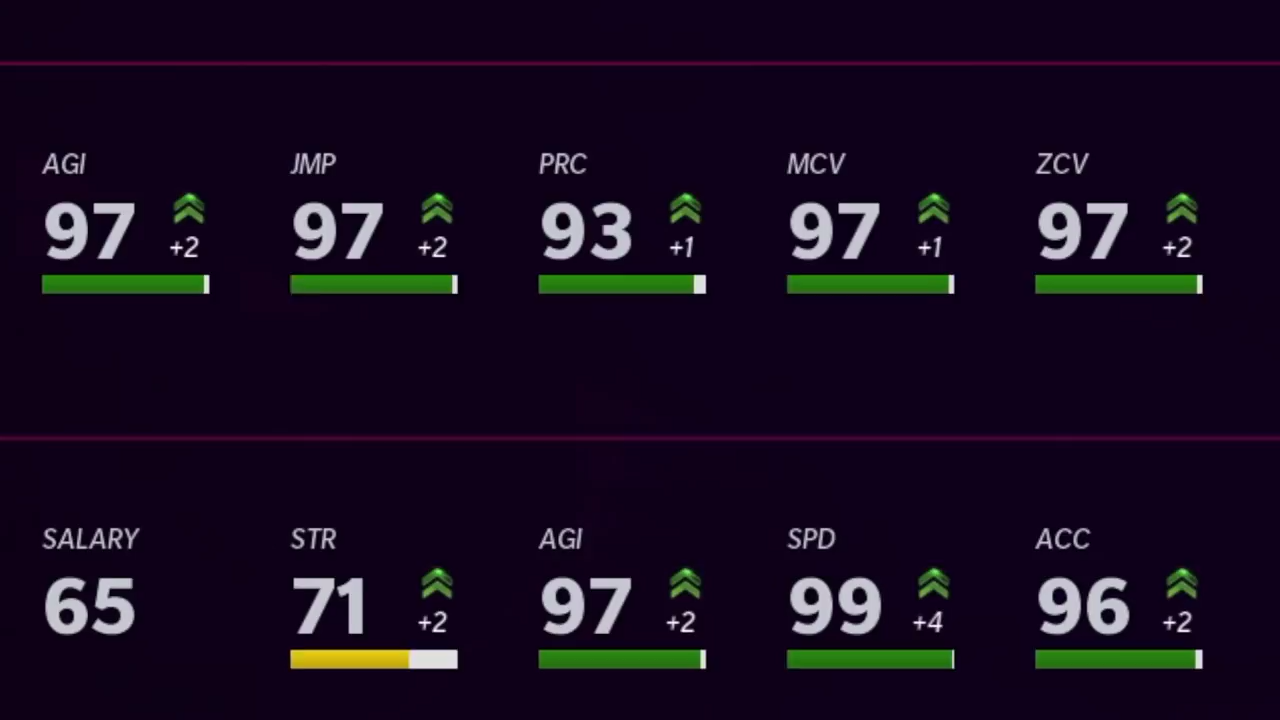 AGI JMP PRC MCV ZCV
97 +2 97 +2 93 +1 97 +1 97 +2
SALARY STR AGI SPD ACC
65 71 +2 97 +2 99 +4 96 +2